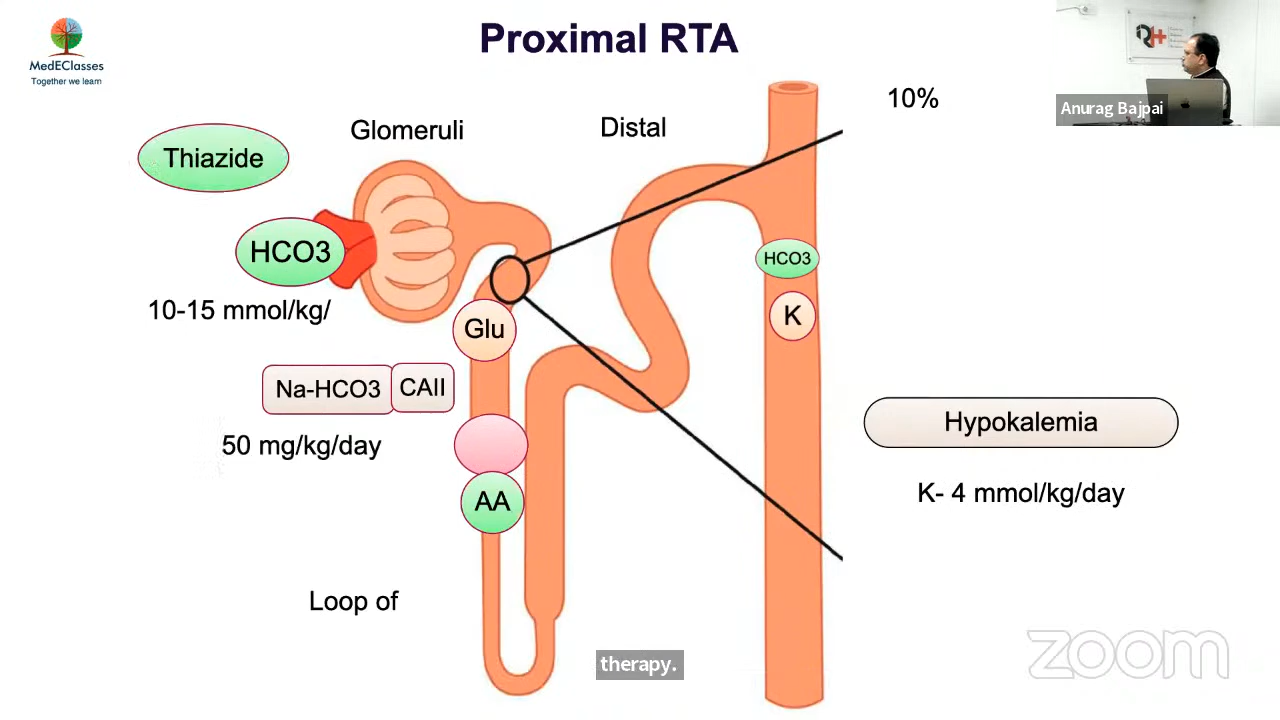 Proximal RTA
MedEClasses
Together we learn
Anurag Bajpai
10%
Glomeruli
Distal
Thiazide
HCO3
HCO3
10-15 mmol/kg/
K
Glu
Na-HCO3
CAII
Hypokalemia
50 mg/kg/day
K- 4 mmol/kg/day
AA
Loop of
therapy.
zoom